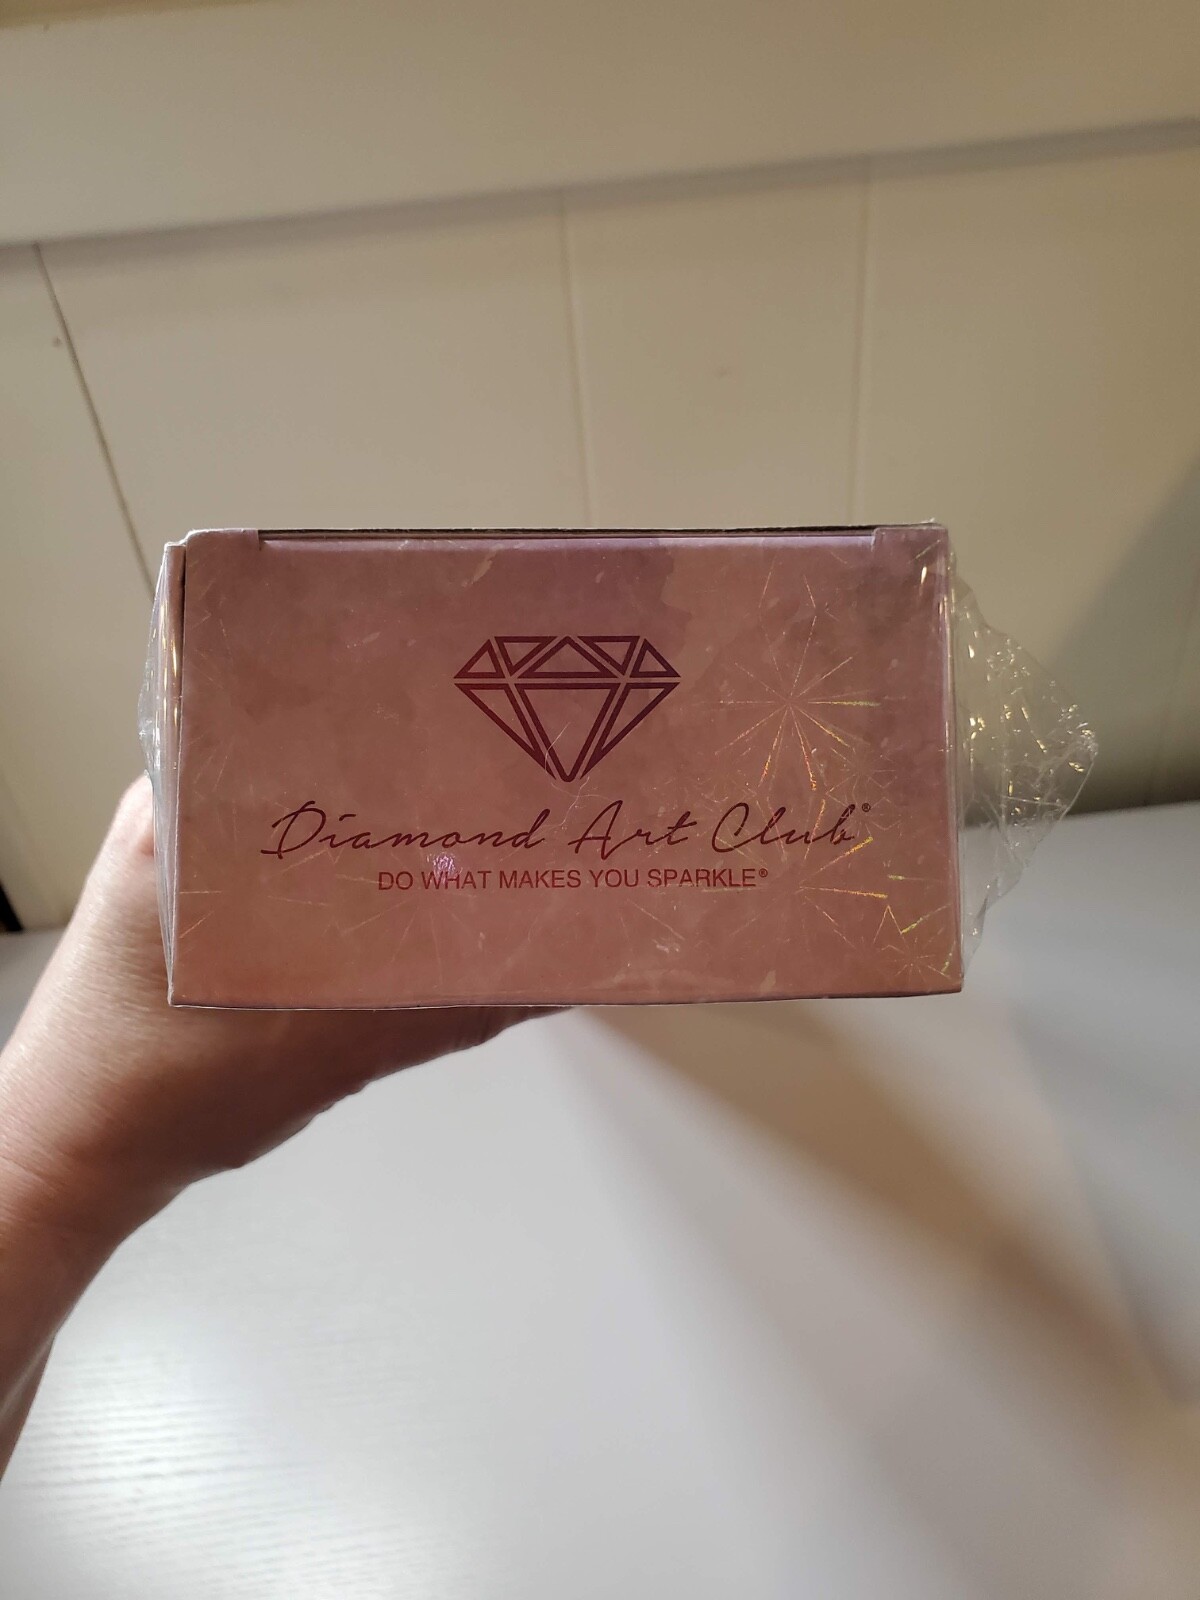 Diamond Art Club®
DO WHAT MAKES YOU SPARKLE®